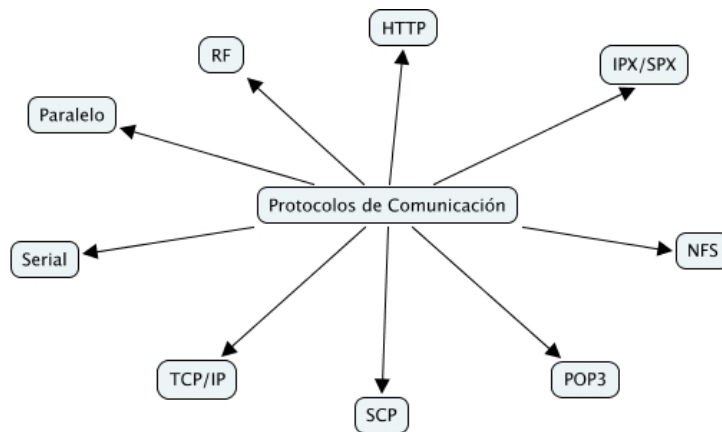 HTTP
RF
IPX/SPX
Paralelo
Protocolos de Comunicación
Serial
NFS
TCP/IP
POP3
SCP